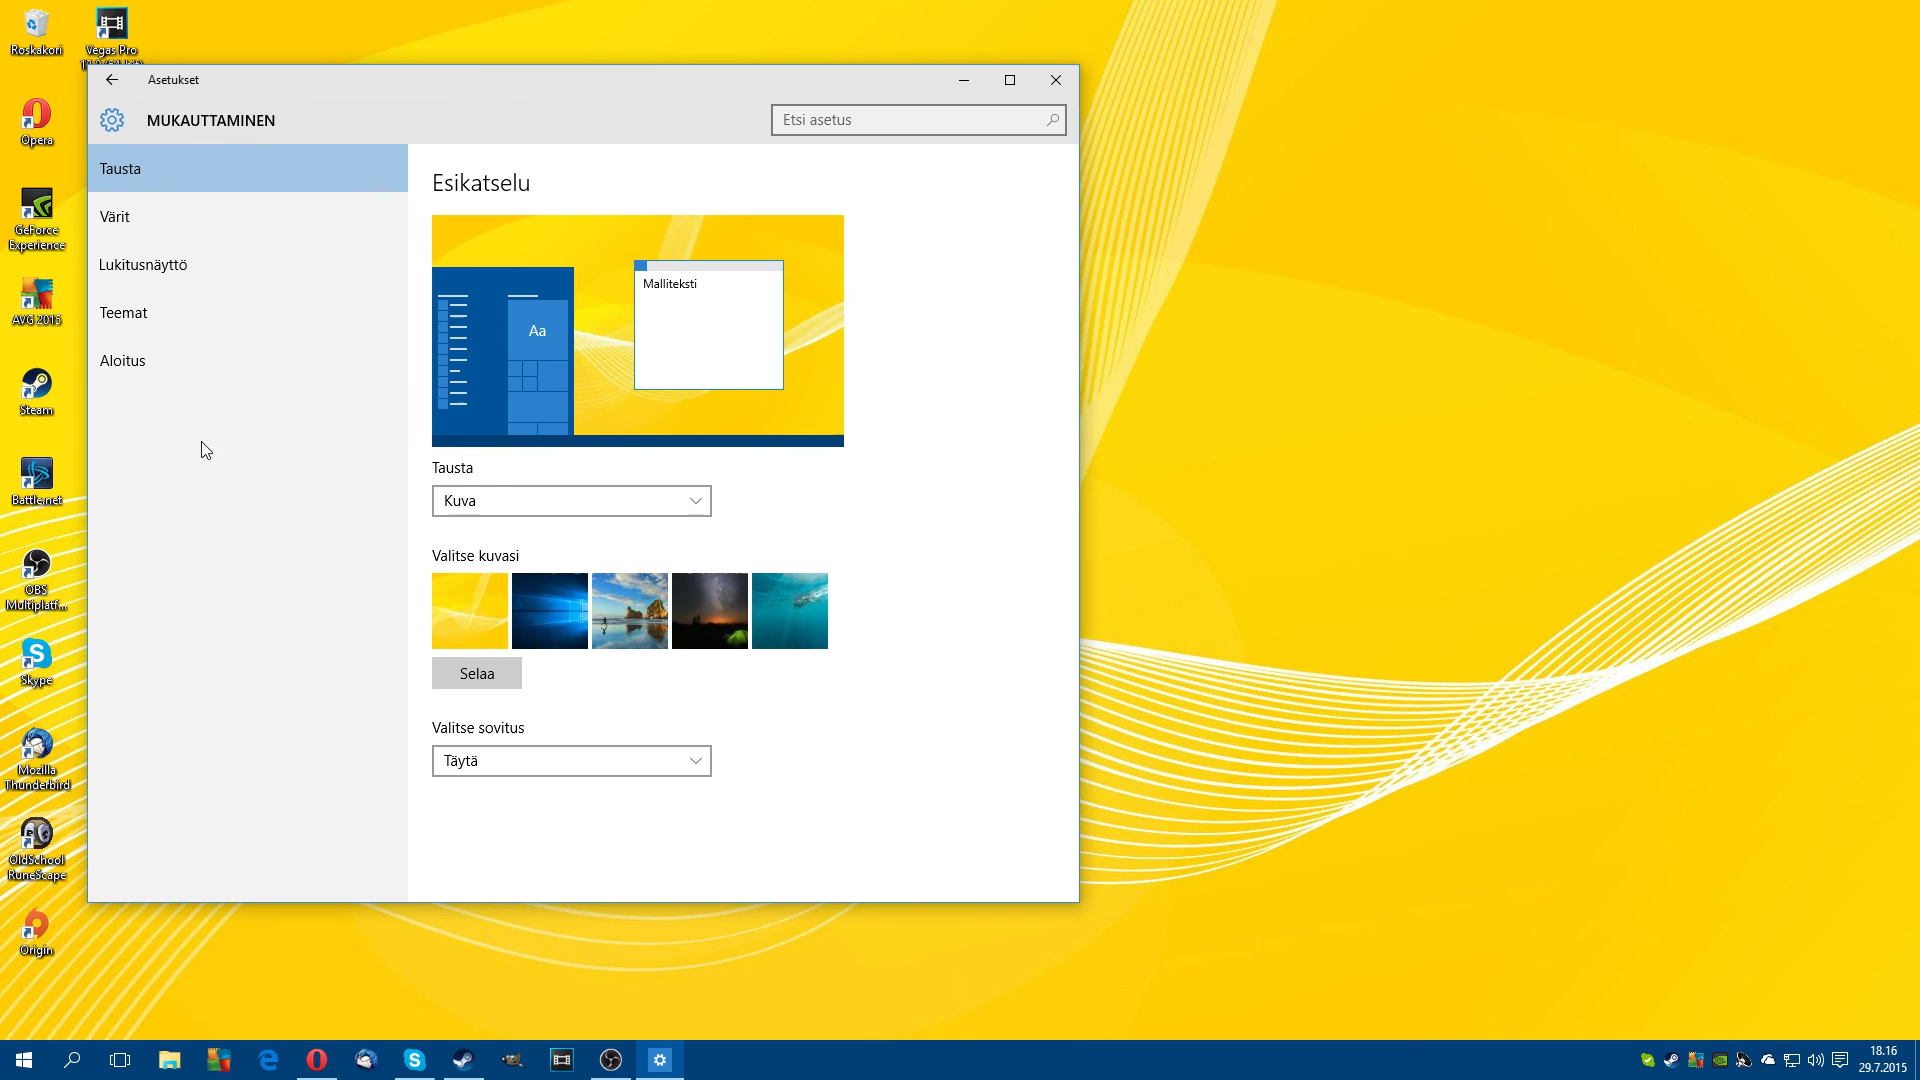 Roskakori
Vegas Pro
Opera
GeForce
Experience
AVG 2015
Steam
Battle.net
OBS
Multiplatf...
Skype
Mozilla
Thunderbird
OldSchool
RuneScape
Origin
Asetukset
MUKAUTTAMINEN
Etsi asetus
Tausta
Värit
Lukitusnäyttö
Teemat
Aloitus
Esikatselu
Aa
Malliteksti
Tausta
Kuva
Valitse kuvasi
Selaa
Valitse sovitus
Täytä
18.16
29.7.2015